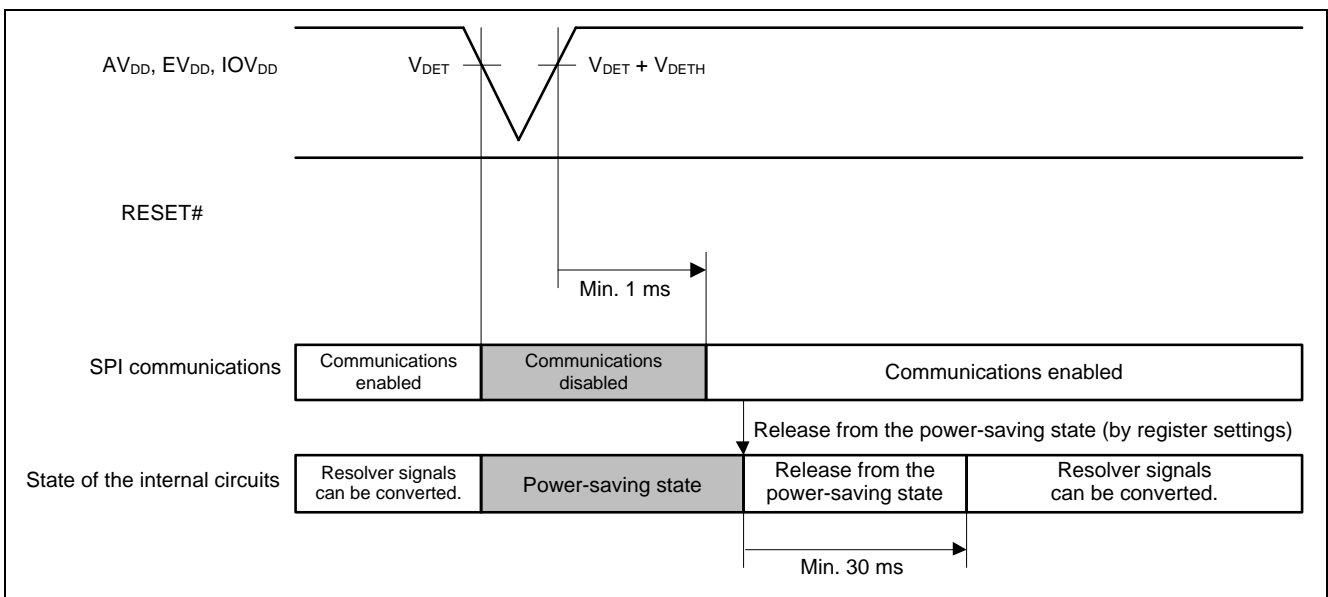 AVDD, EVDD, IOVDD
VDET
VDET + VDETH
RESET#
Min. 1 ms
SPI communications
Communications
enabled
Communications
disabled
Communications enabled
Release from the power-saving state (by register settings)
State of the internal circuits
Resolver signals
can be converted.
Power-saving state
Release from the
power-saving state
Resolver signals
can be converted.
Min. 30 ms